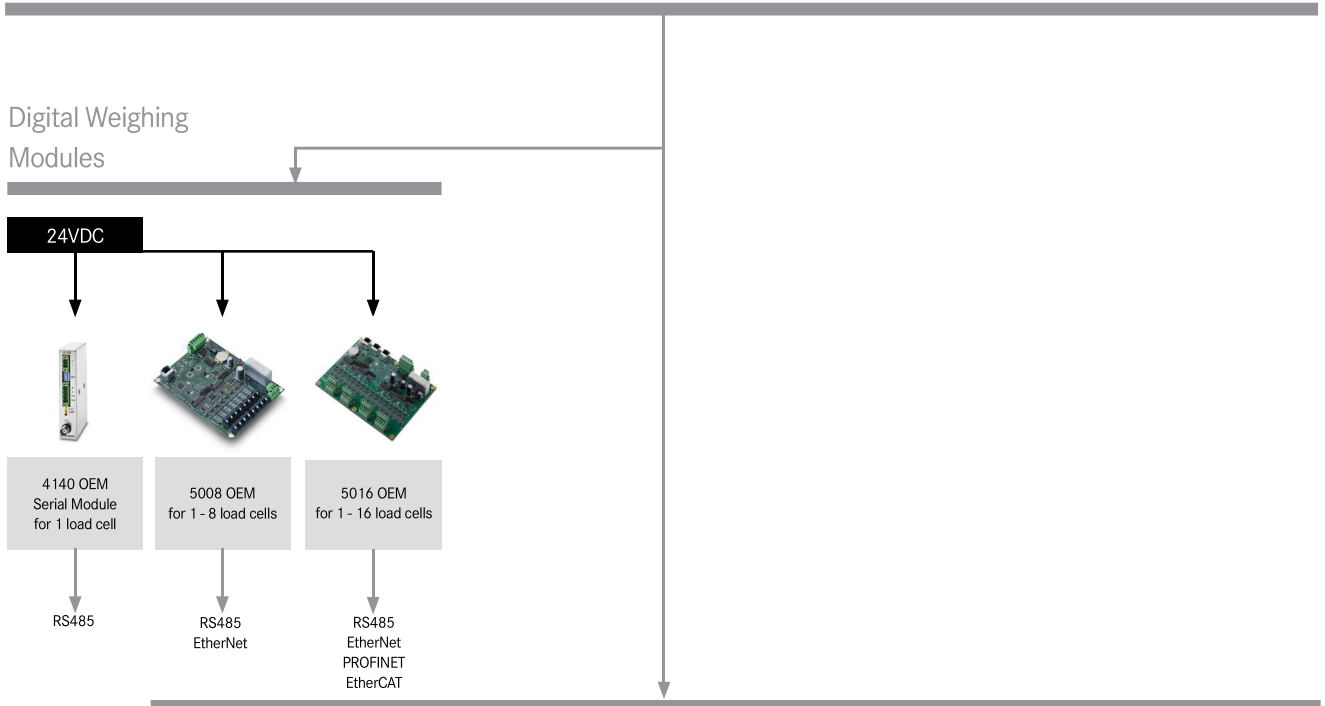 Digital Weighing
Modules
24VDC
4140 OEM
Serial Module
for 1 load cell
5008 OEM
for 1 - 8 load cells
5016 OEM
for 1 - 16 load cells
RS485
RS485
EtherNet
RS485
EtherNet
PROFINET
EtherCAT